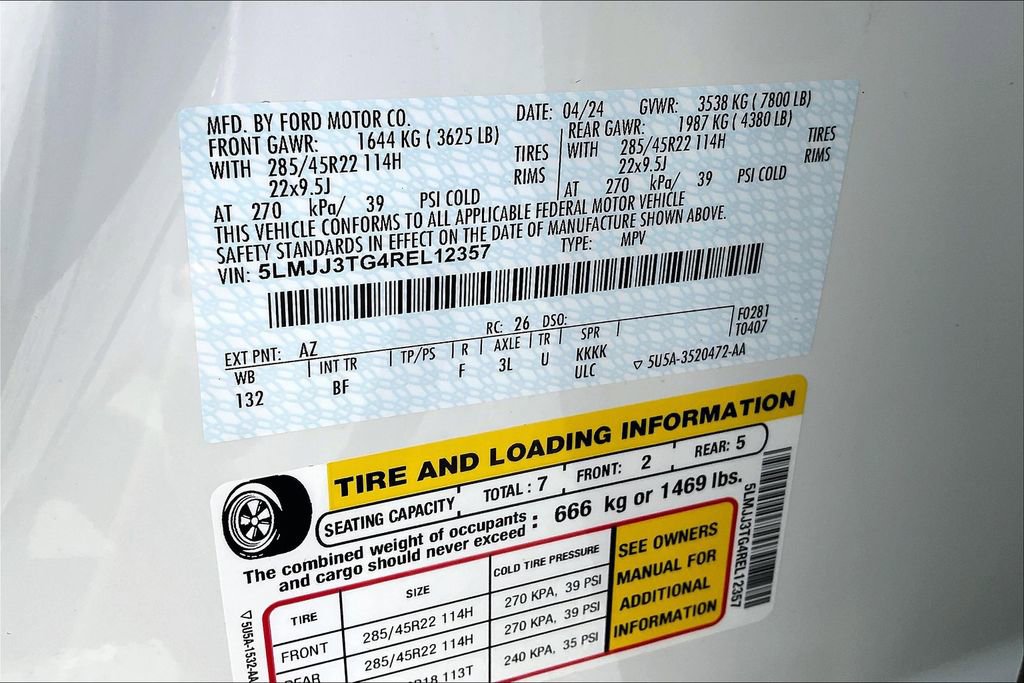 MFD. BY FORD MOTOR CO. DATE: 04/24 GVWR: 3538 KG ( 7800 LB)
FRONT GAWR: 1644 KG ( 3625 LB) REAR GAWR: 1987 KG ( 4380 LB)
WITH 285/45R22 114H TIRES WITH 285/45R22 114H TIRES
22x9.5J RIMS 22x9.5J RIMS
AT 270 kPa/ 39 PSI COLD AT 270 kPa/ 39 PSI COLD
THIS VEHICLE CONFORMS TO ALL APPLICABLE FEDERAL MOTOR VEHICLE
SAFETY STANDARDS IN EFFECT ON THE DATE OF MANUFACTURE SHOWN ABOVE.
VIN: 5LMJJ3TG4REL12357 TYPE: MPV
EXT PNT: AZ RC: 26 DSO: F0281
WB INT TR TP/PS R AXLE TR SPR T0407
132 BF F 3L U KKKK
ULC ▽ 5U5A-3520472-AA
TIRE AND LOADING INFORMATION
SEATING CAPACITY TOTAL : 7 FRONT: 2 REAR: 5
The combined weight of occupants and cargo should never exceed : 666 kg or 1469 lbs.
TIRE SIZE COLD TIRE PRESSURE
FRONT 285/45R22 114H 270 KPA, 39 PSI
285/45R22 114H 270 KPA, 39 PSI
113T 240 KPA, 35 PSI
SEE OWNERS
MANUAL FOR
ADDITIONAL
INFORMATION
5LMJJ3TG4REL12357
▽ 5U5A-1532-AA